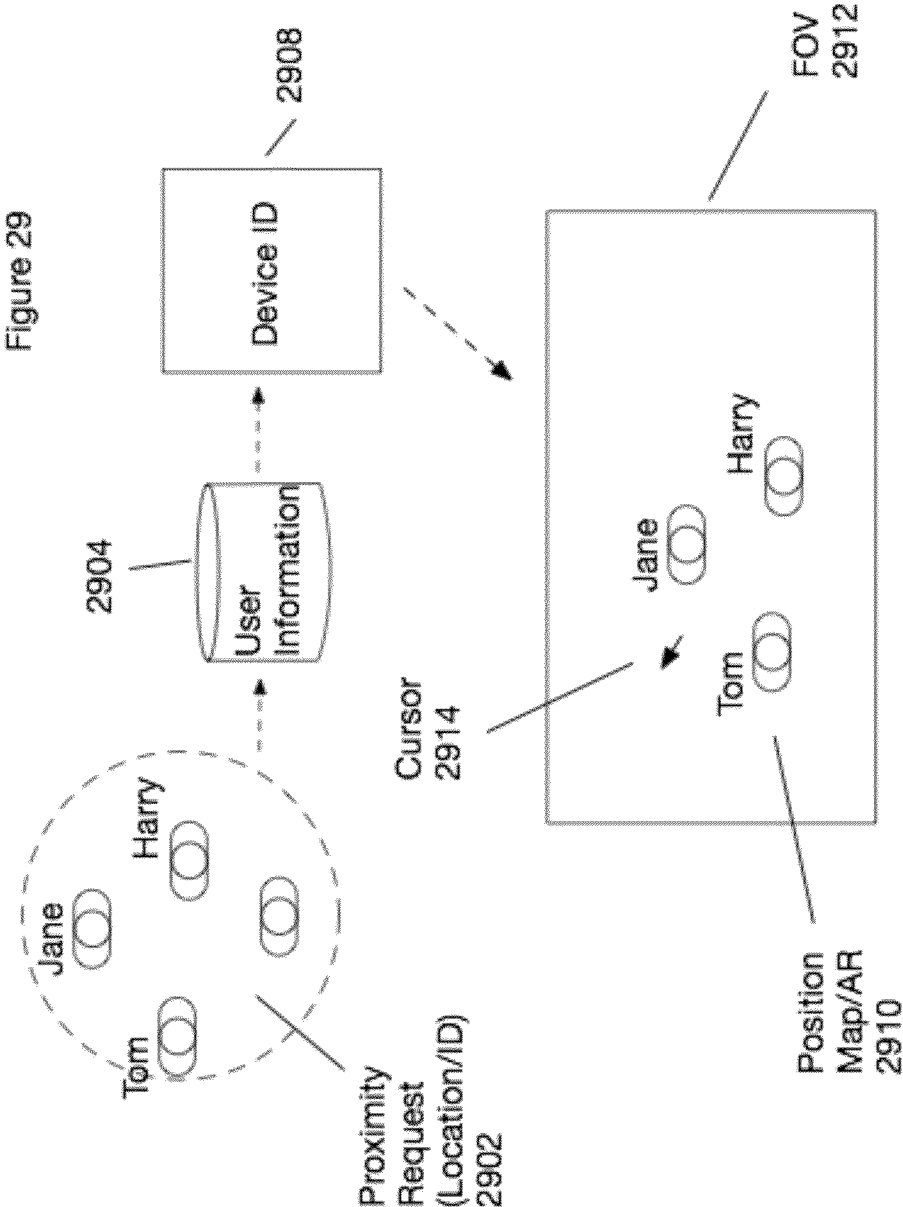 Figure 29
Jane
Harry
Tom
Proximity
Request
(Location/ID)
2902
2904
User
Information
Device ID
2908
Cursor
2914
Jane
Harry
Tom
Position
Map/AR
2910
FOV
2912